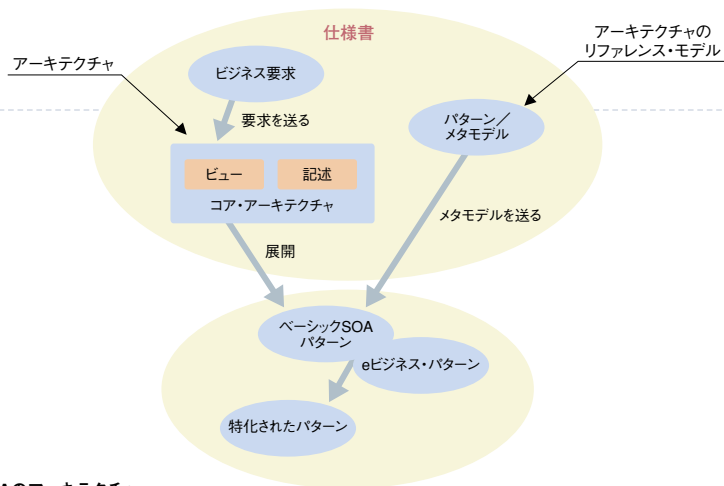 仕様書
アーキテクチャの
リファレンス・モデル
アーキテクチャ
ビジネス要求
要求を送る
パターン／
メタモデル
ビュー
記述
コア・アーキテクチャ
メタモデルを送る
展開
ベーシックSOA
パターン
eビジネス・パターン
特化されたパターン